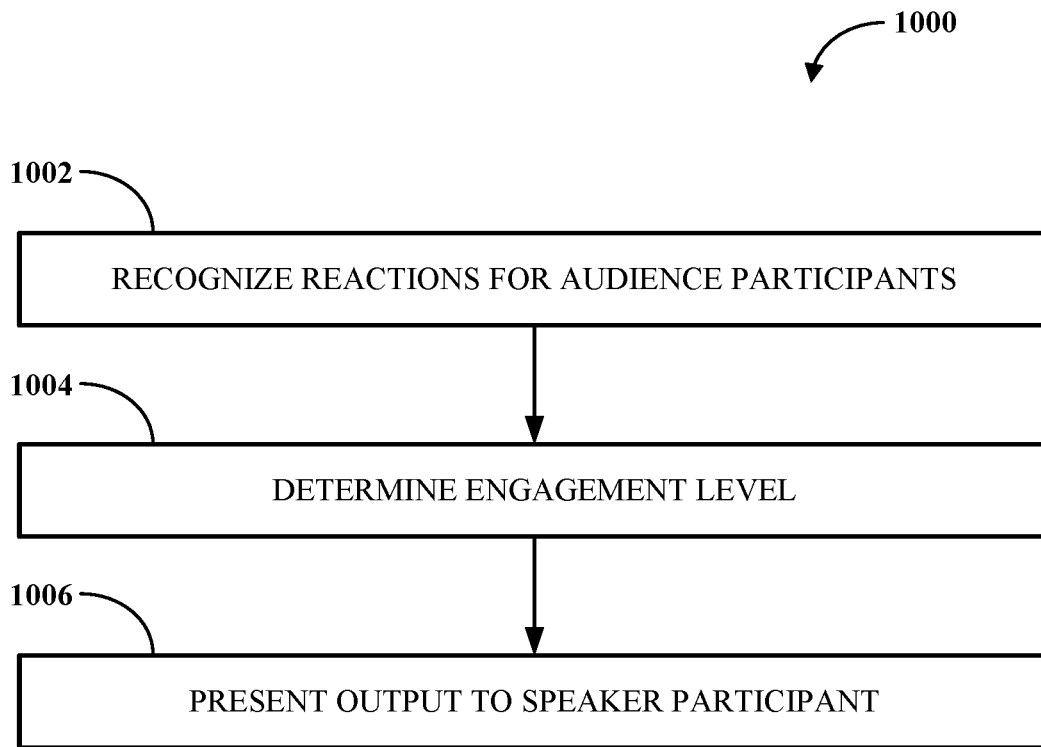 1000
1002
RECOGNIZE REACTIONS FOR AUDIENCE PARTICIPANTS
1004
DETERMINE ENGAGEMENT LEVEL
1006
PRESENT OUTPUT TO SPEAKER PARTICIPANT